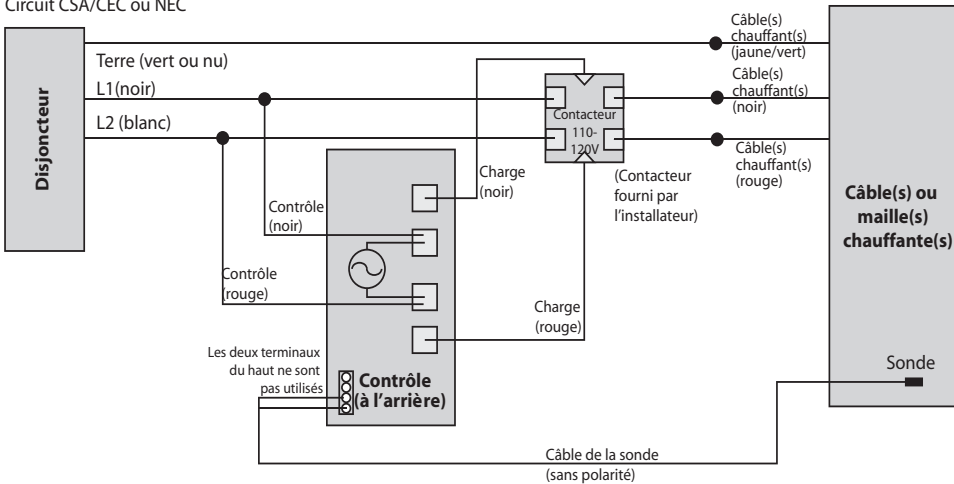 Circuit CSA/CEC ou NEC
Disjoncteur
Terre (vert ou nu)
L1(noir)
L2 (blanc)
Câble(s)
chauffant(s)
(jaune/vert)
Câble(s)
chauffant(s)
(noir)
Câble(s)
chauffant(s)
(rouge)
Contacteur
110-
120V
(Contacteur
fourni par
l’installateur)
Charge
(noir)
Contrôle
(noir)
Contrôle
(rouge)
Charge
(rouge)
Les deux terminaux
du haut ne sont
pas utilisés
Contrôle
(à l’arrière)
Câble(s) ou
maille(s)
chauffante(s)
Sonde
Câble de la sonde
(sans polarité)